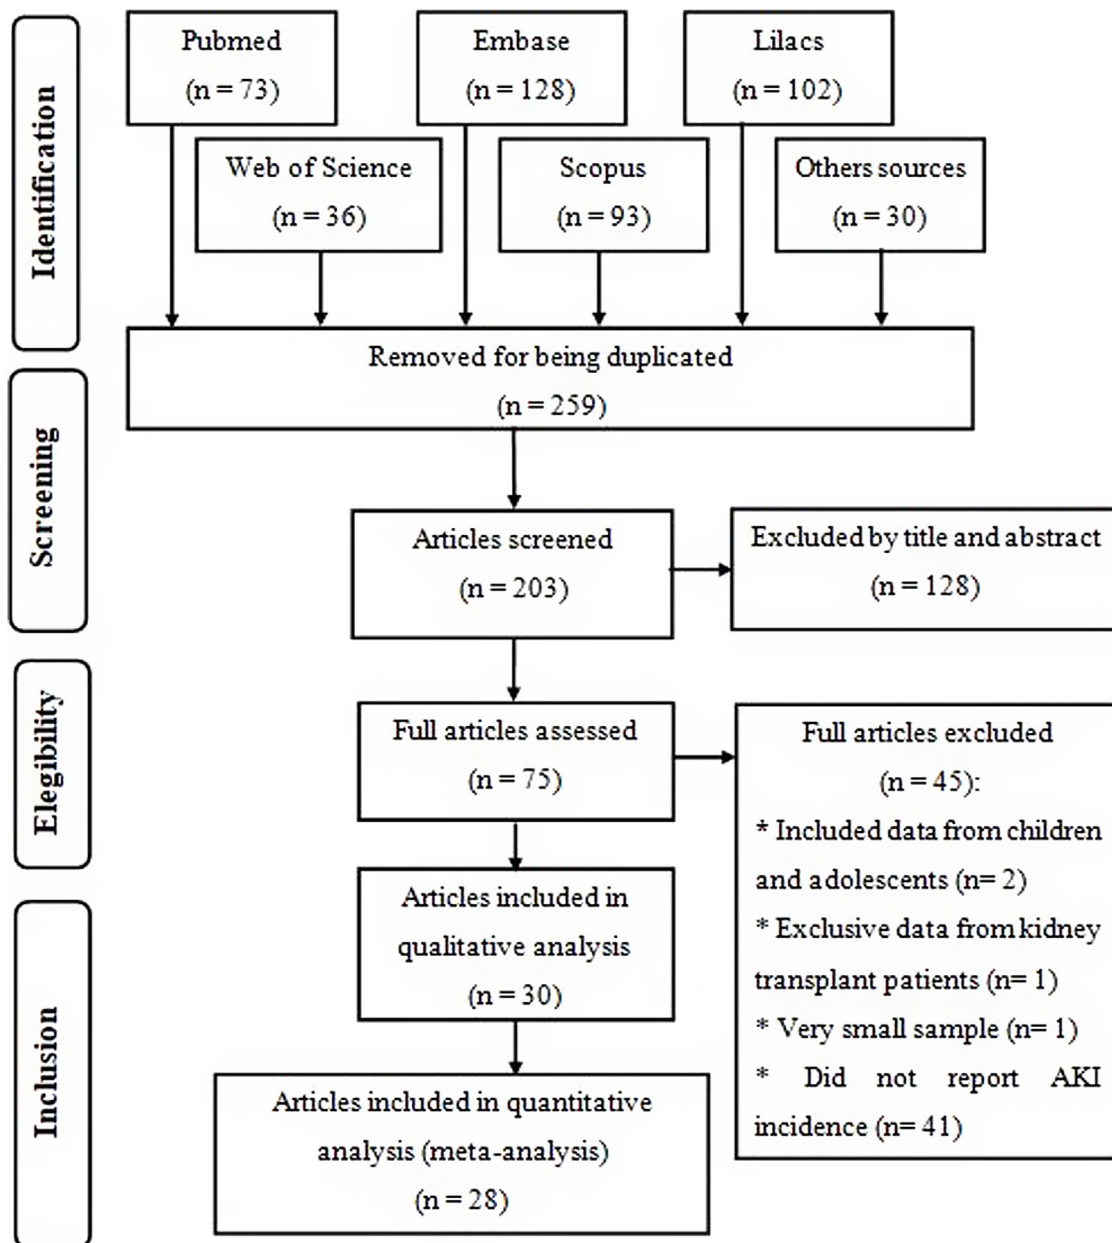 Identification
Pubmed
(n = 73)
Embase
(n = 128)
Lilacs
(n = 102)
Web of Science
(n = 36)
Scopus
(n = 93)
Others sources
(n = 30)
Removed for being duplicated
(n = 259)
Screening
Articles screened
(n = 203)
Excluded by title and abstract
(n = 128)
Elegibility
Full articles assessed
(n = 75)
Full articles excluded
(n = 45):
* Included data from children
and adolescents (n= 2)
* Exclusive data from kidney
transplant patients (n= 1)
* Very small sample (n= 1)
* Did not report AKI
incidence (n= 41)
Inclusion
Articles included in
qualitative analysis
(n = 30)
Articles included in quantitative
analysis (meta-analysis)
(n = 28)